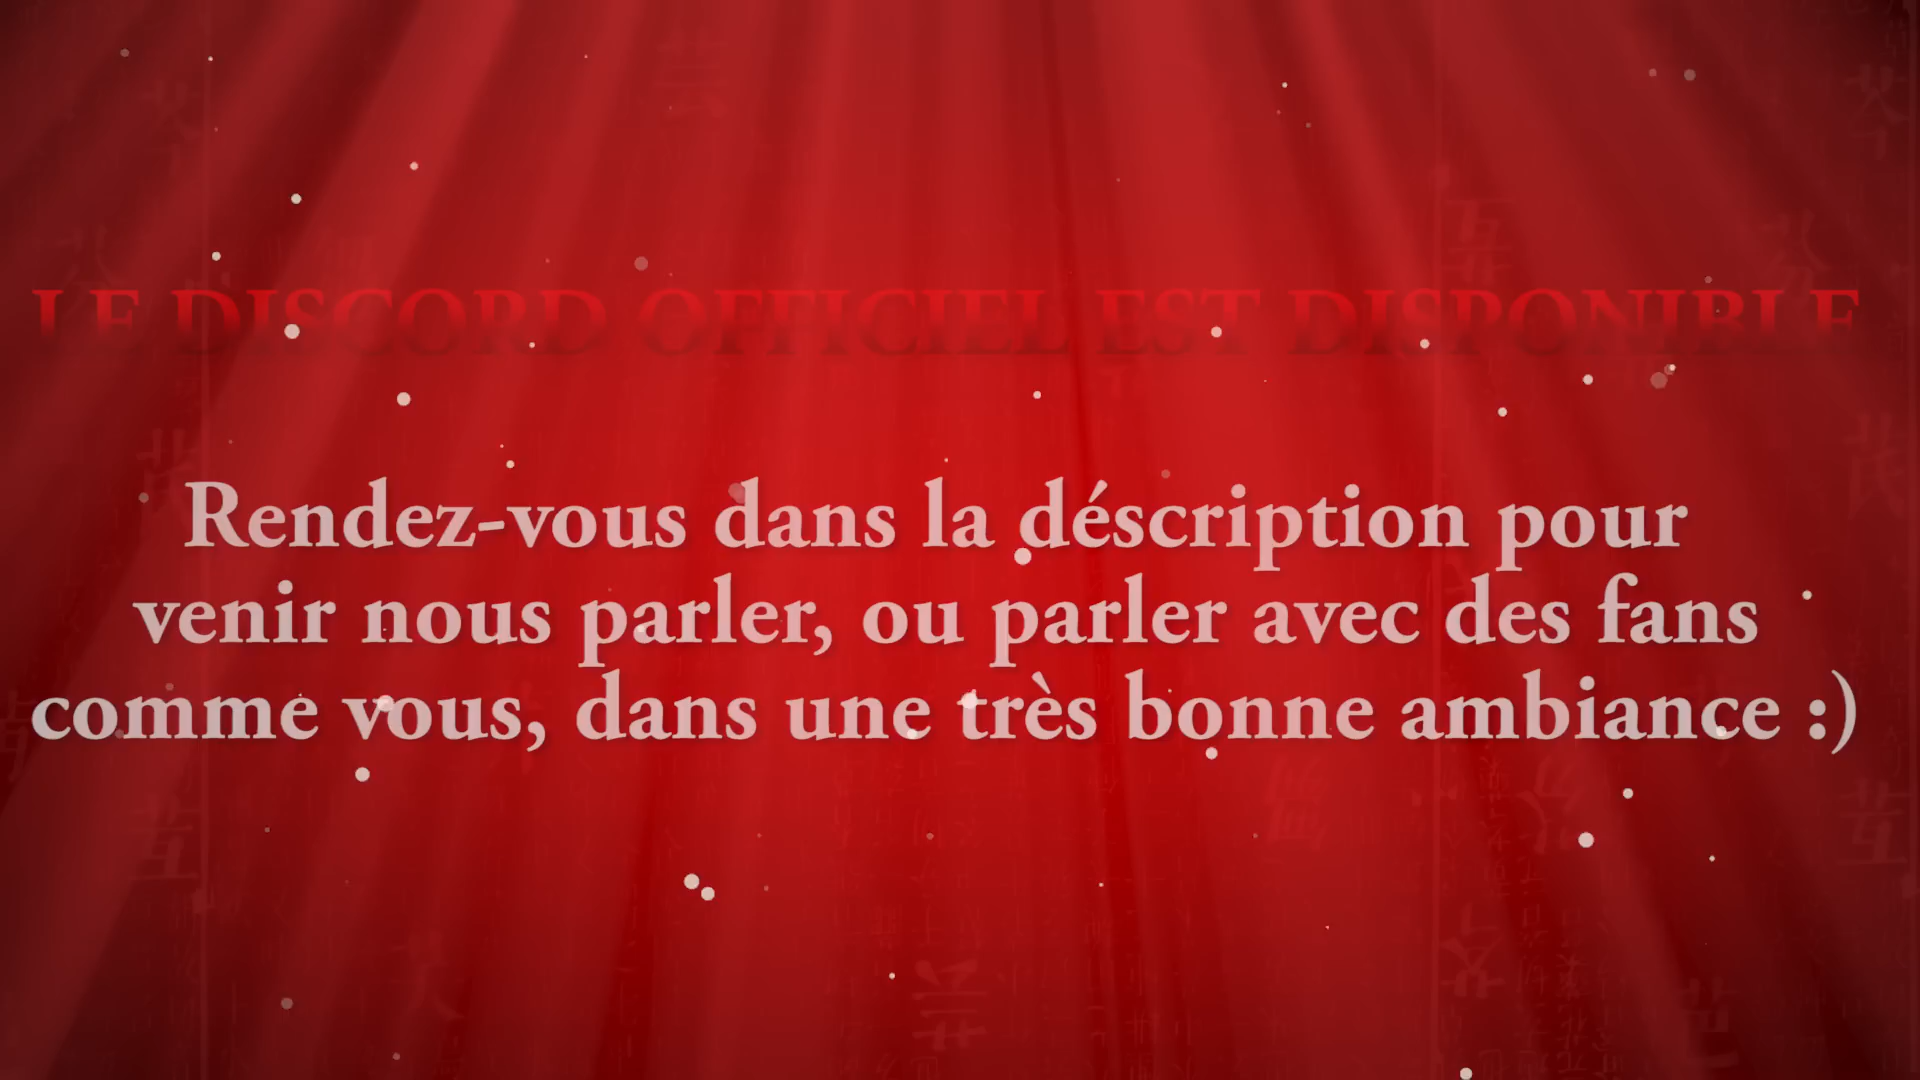 LE DISCORD OFFICIEL EST DISPONIBLE
Rendez-vous dans la déscription pour
venir nous parler, ou parler avec des fans
comme vous, dans une très bonne ambiance :)